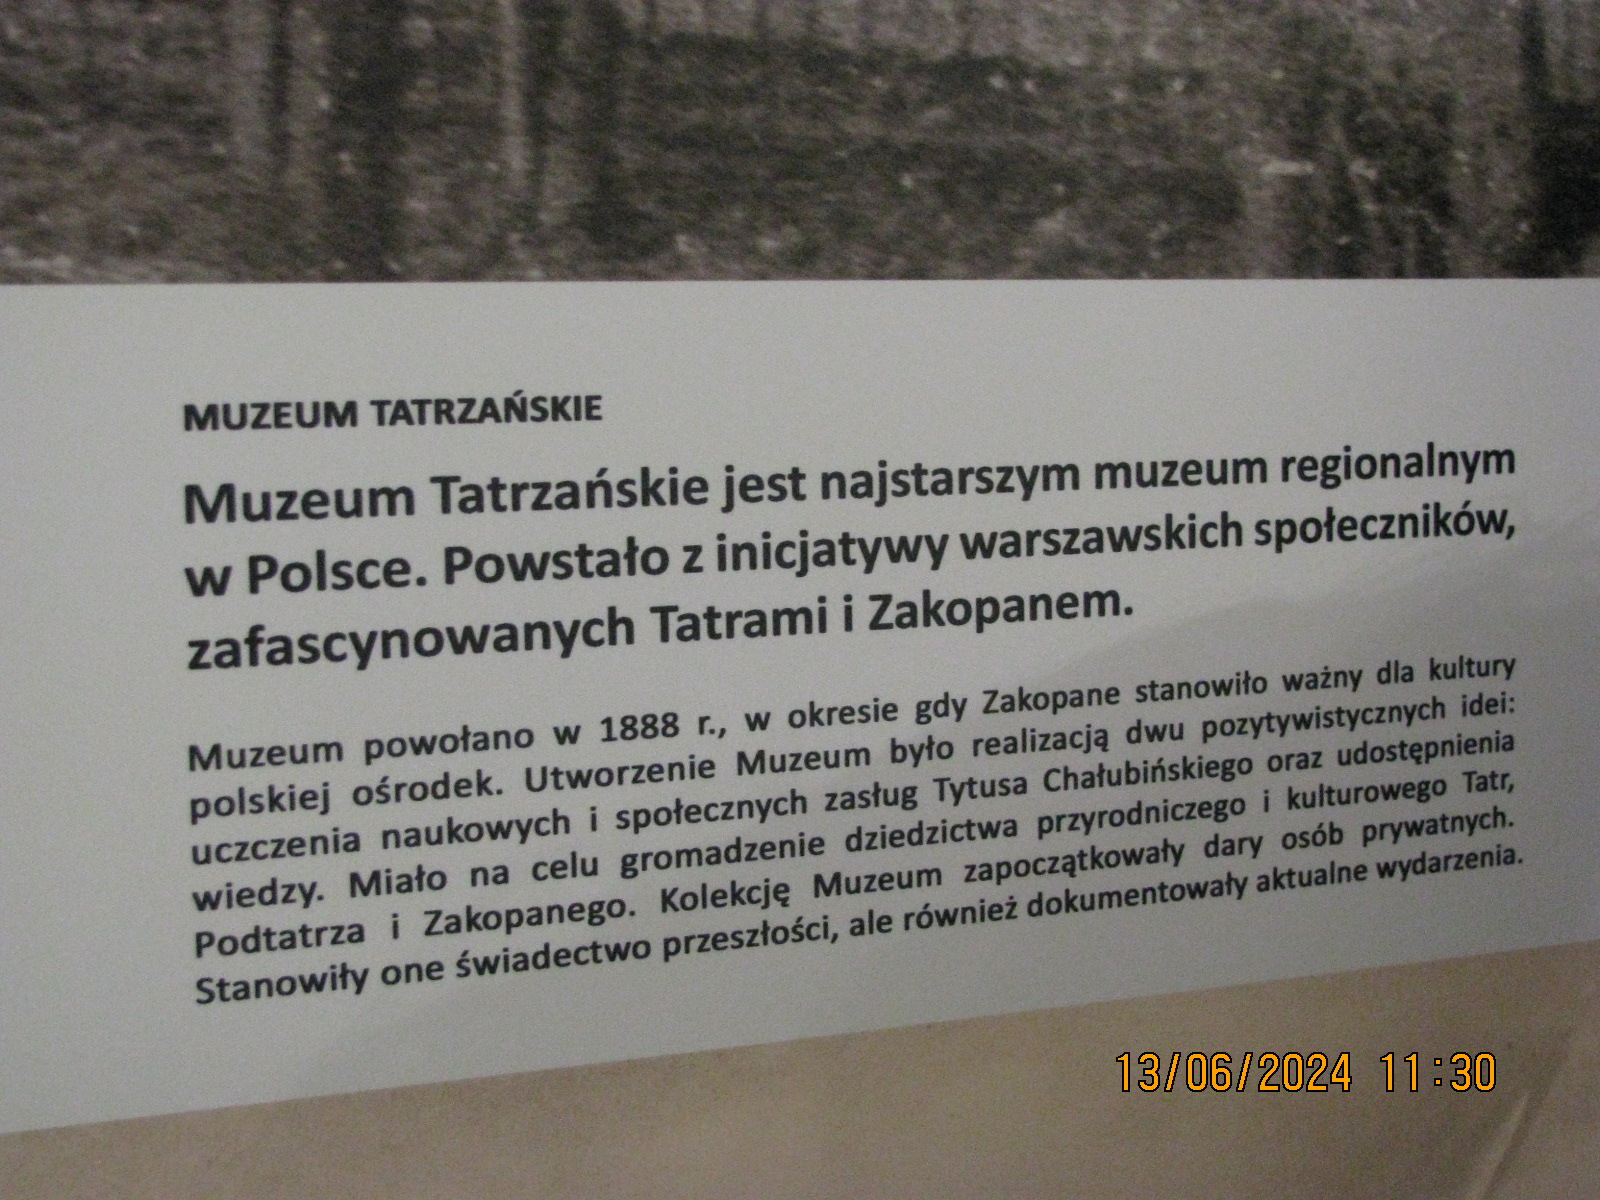 MUZEUM TATRZAŃSKIE
Muzeum Tatrzańskie jest najstarszym muzeum regionalnym
w Polsce. Powstało z inicjatywy warszawskich społeczników,
zafascynowanych Tatrami i Zakopanem.
Muzeum powołano w 1888 r., w okresie gdy Zakopane stanowiło ważny dla kultury
polskiej ośrodek. Utworzenie Muzeum było realizacją dwu pozytywistycznych idei:
uczczenia naukowych i społecznych zasług Tytusa Chałubińskiego oraz udostępnienia
wiedzy. Miało na celu gromadzenie dziedzictwa przyrodniczego i kulturowego Tatr,
Podtatrza i Zakopanego. Kolekcję Muzeum zapoczątkowały dary osób prywatnych.
Stanowiły one świadectwo przeszłości, ale również dokumentowały aktualne wydarzenia.
13/06/2024 11:30